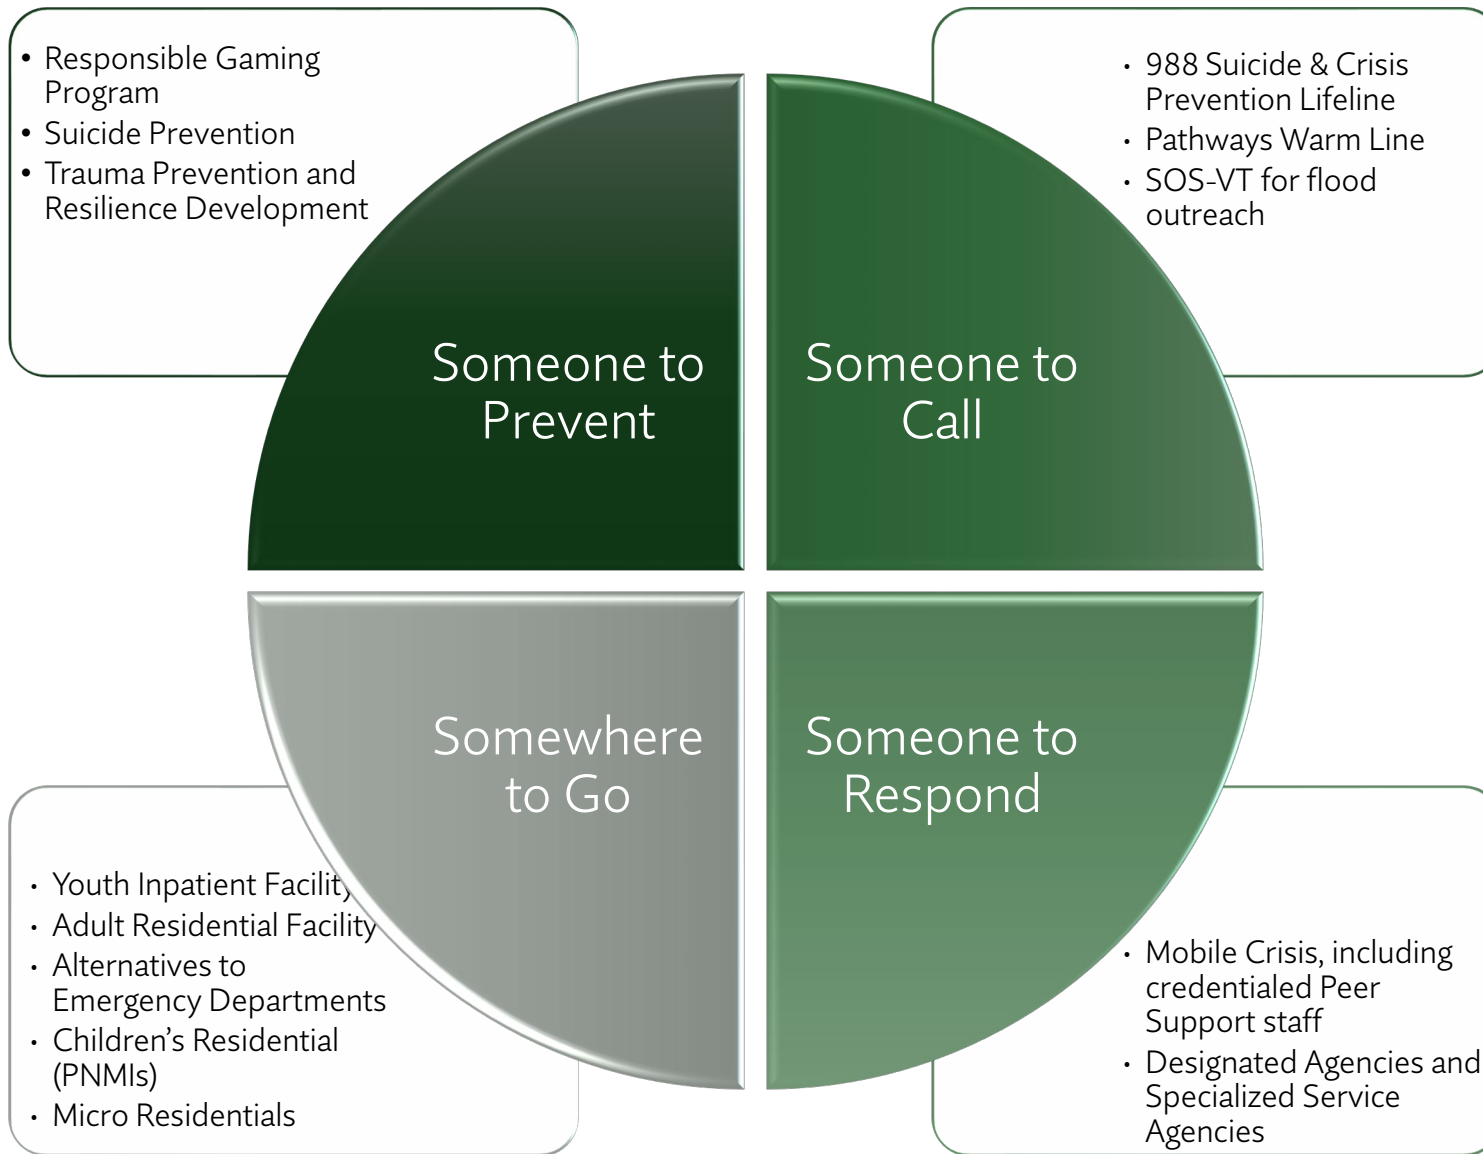 • Responsible Gaming
Program
• Suicide Prevention
• Trauma Prevention and
Resilience Development
• 988 Suicide & Crisis
Prevention Lifeline
• Pathways Warm Line
• SOS-VT for flood
outreach
Someone to
Prevent
Someone to
Call
Somewhere
to Go
Someone to
Respond
• Youth Inpatient Facility
• Adult Residential Facility
• Alternatives to
Emergency Departments
• Children’s Residential
(PNMIs)
• Micro Residentials
• Mobile Crisis, including
credentialed Peer
Support staff
• Designated Agencies and
Specialized Service
Agencies